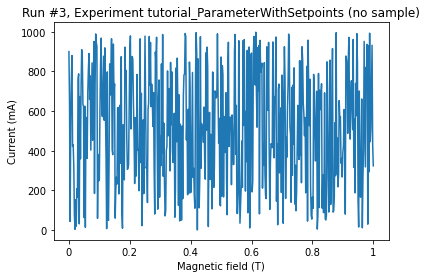 Run #3, Experiment tutorial_ParameterWithSetpoints (no sample)
1000
800
600
400
200
0
Current (mA)
0 0.2 0.4 0.6 0.8 1
Magnetic field (T)